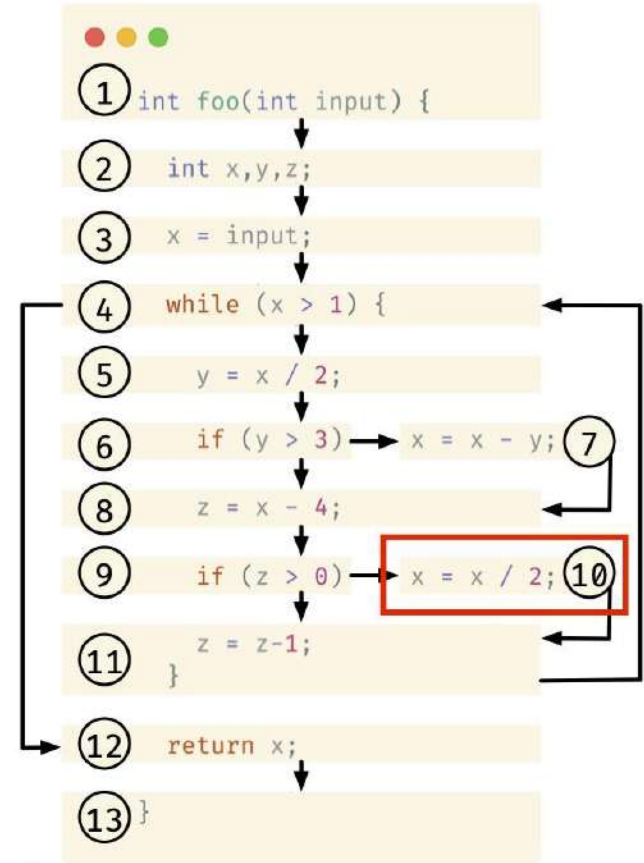 1 int foo(int input) {
2 int x,y,z;
3 x = input;
4 while (x > 1) {
5 y = x / 2;
6 if (y > 3) x = x - y; 7
8 z = x - 4;
9 if (z > 0) x = x / 2; 10
z = z-1;
11 }
12 return x;
13 }